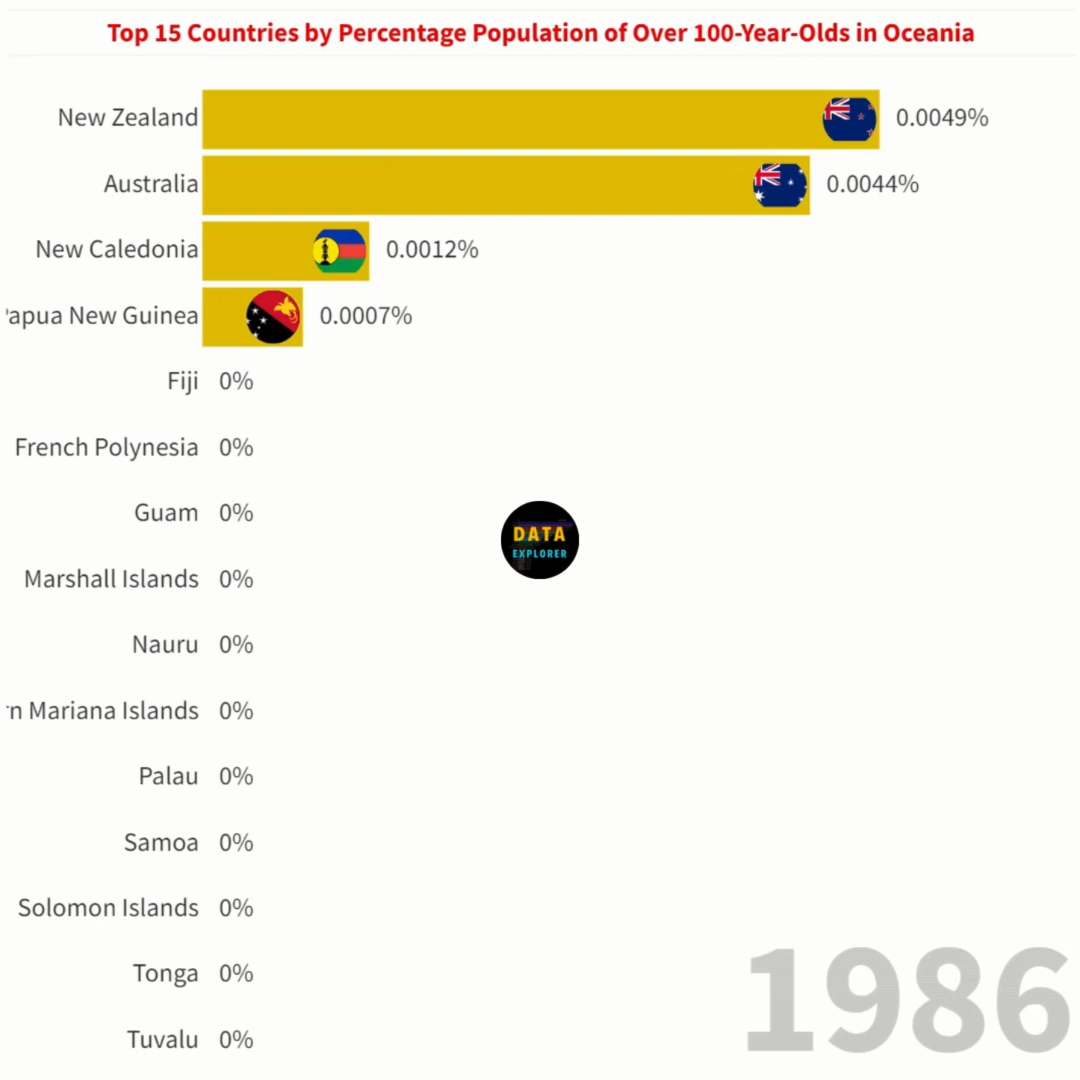 Top 15 Countries by Percentage Population of Over 100-Year-Olds in Oceania
New Zealand 0.0049%
Australia 0.0044%
New Caledonia 0.0012%
apua New Guinea 0.0007%
Fiji 0%
French Polynesia 0%
Guam 0%
DATA
EXPLORER
Marshall Islands 0%
Nauru 0%
rn Mariana Islands 0%
Palau 0%
Samoa 0%
Solomon Islands 0%
Tonga 0%
Tuvalu 0%
1986